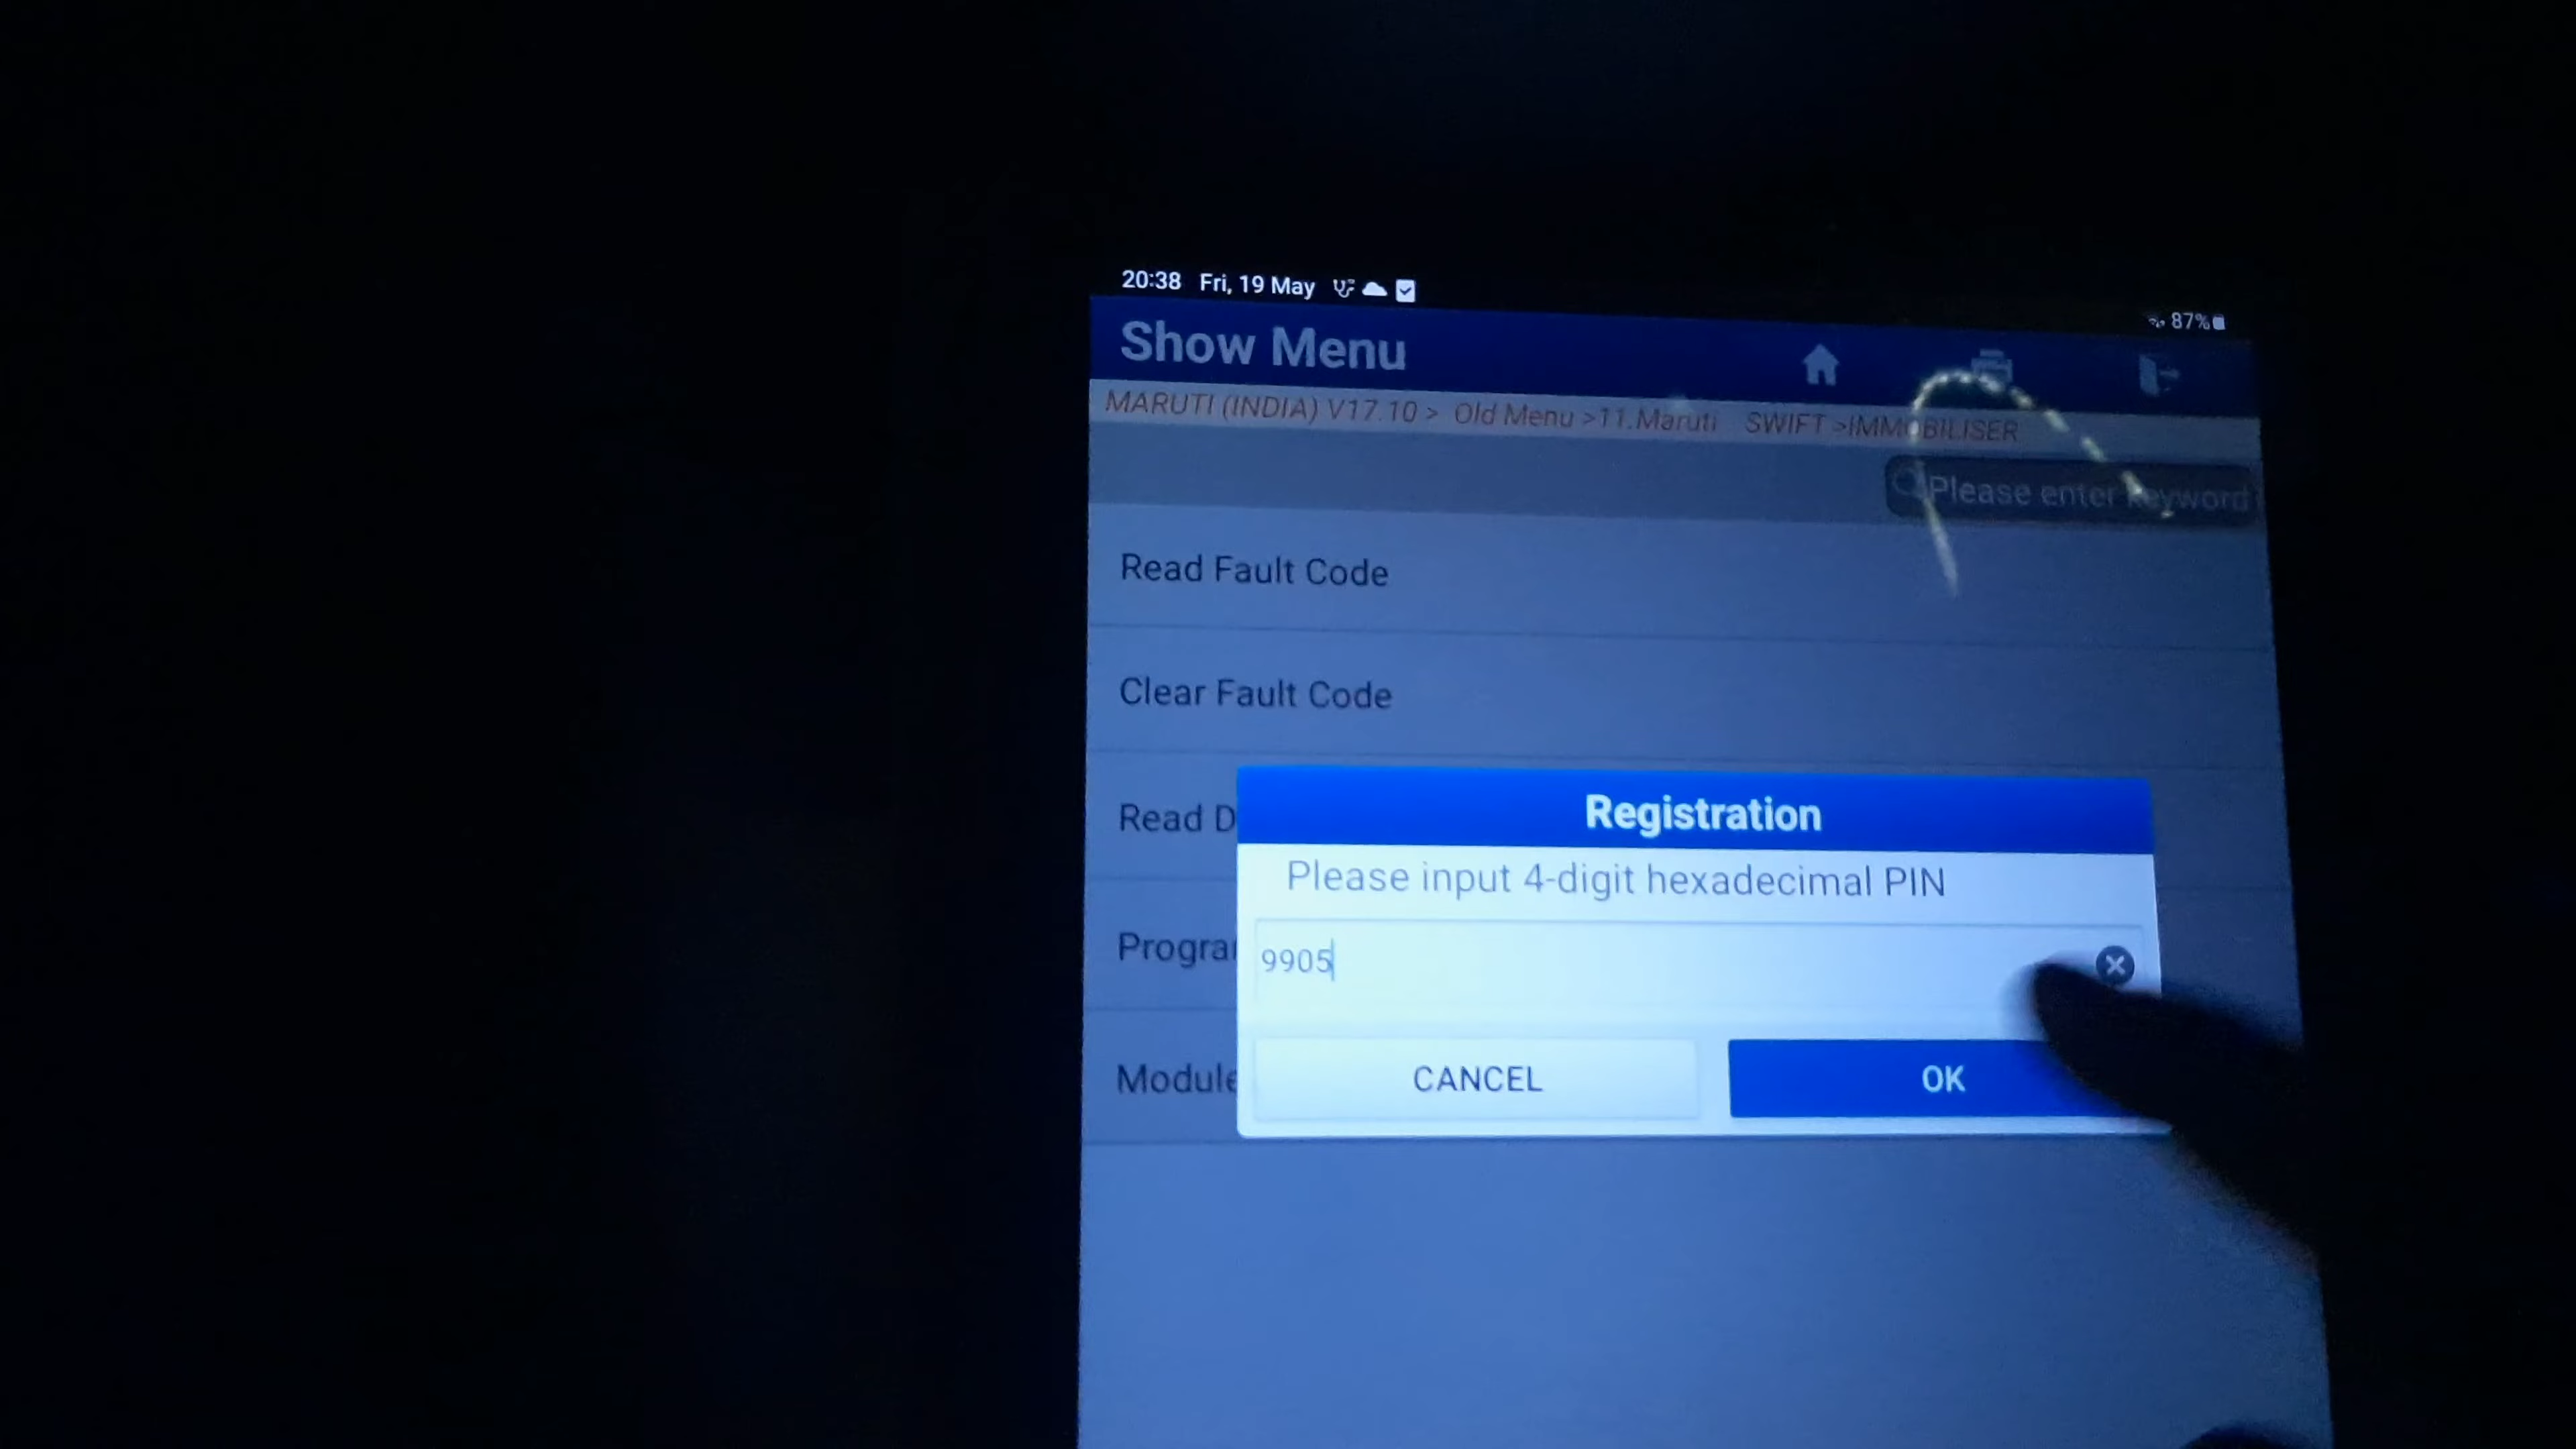 20:38 Fri, 19 May
87%
Show Menu
MARUTI (INDIA) V17.10 > Old Menu >11.Maruti SWIFT >IMMOBILISER
Please enter keyword
Read Fault Code
Clear Fault Code
Read D
Progra
Module
Registration
Please input 4-digit hexadecimal PIN
9905
CANCEL
OK